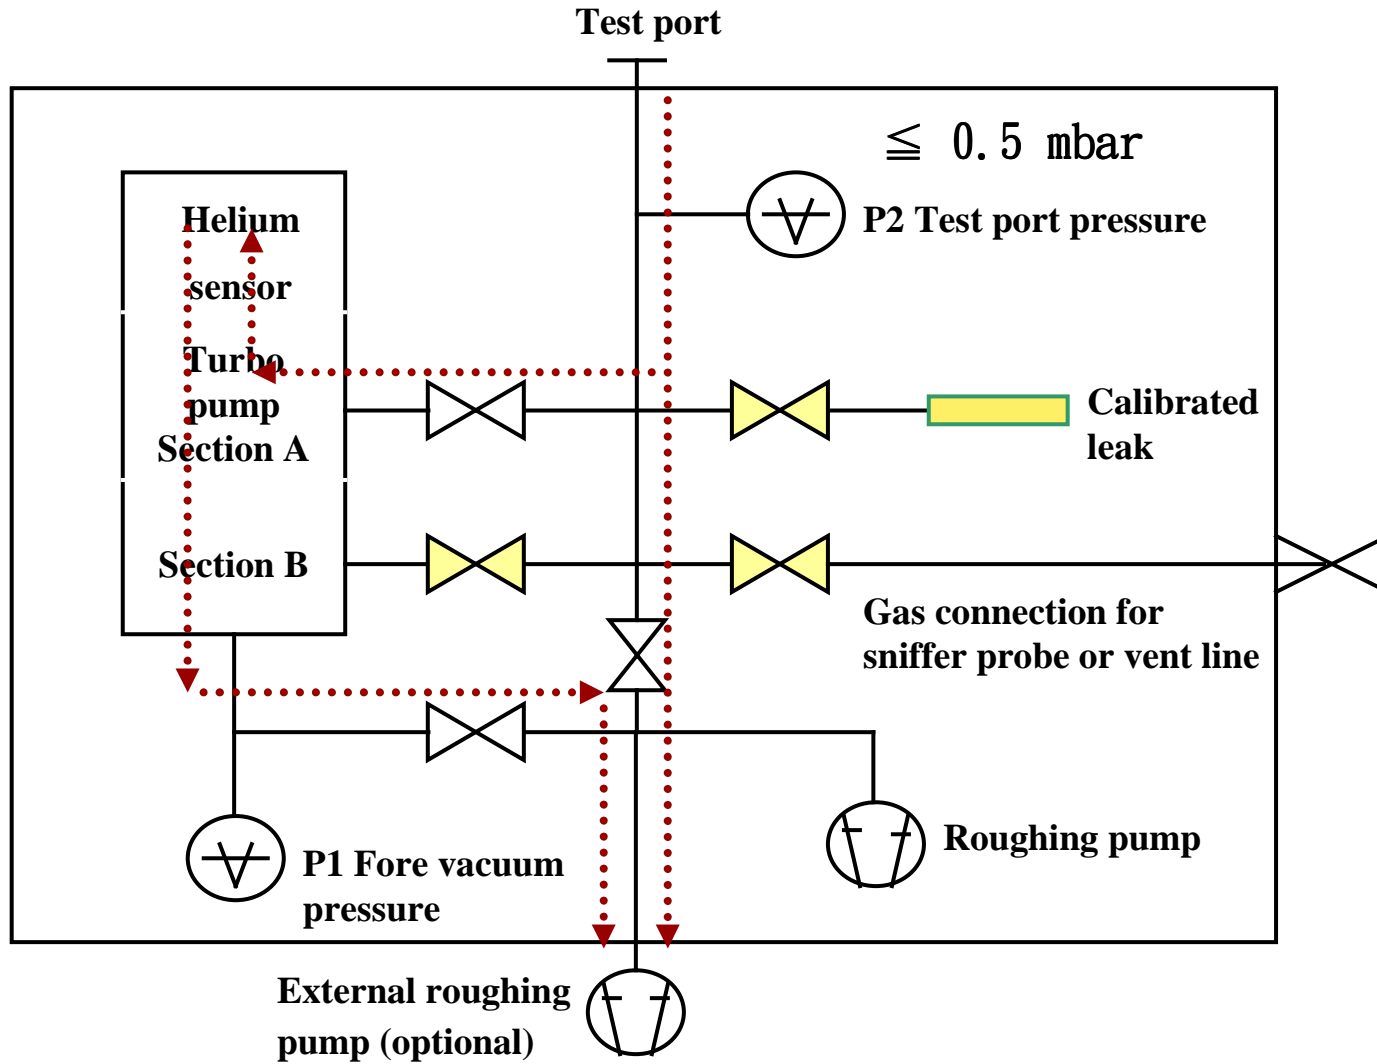 Test port
≦ 0.5 mbar
Helium
sensor
P2 Test port pressure
Turbo
pump
Section A
Calibrated
leak
Section B
Gas connection for
sniffer probe or vent line
Roughing pump
P1 Fore vacuum
pressure
External roughing
pump (optional)